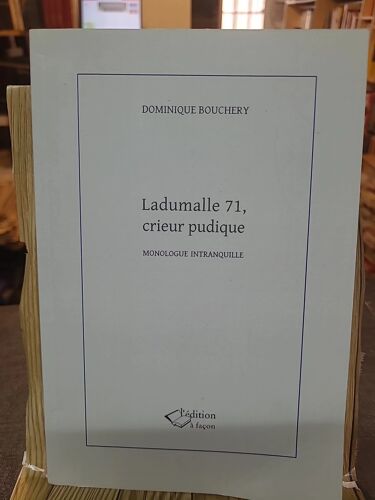 DOMINIQUE BOUCHERY
Ladumalle 71,
crieur pudique
MONOLOGUE INTRANQUILLE
l'édition
à façon